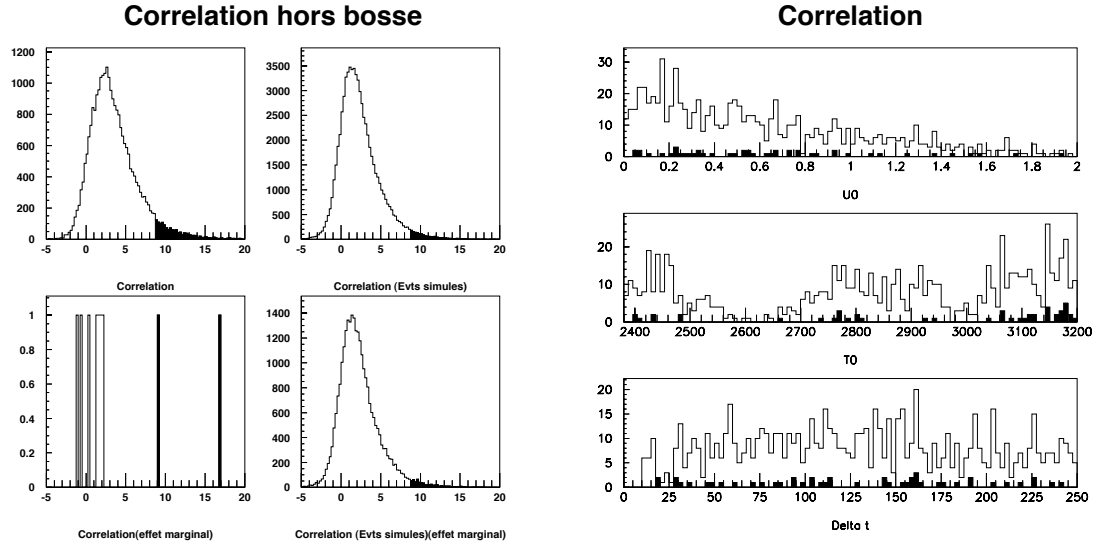 Correlation hors bosse
Correlation
1200
1000
800
600
400
200
0
-5 0 5 10 15 20
Correlation
3500
3000
2500
2000
1500
1000
500
0
-5 0 5 10 15 20
Correlation (Evts simules)
1
0.8
0.6
0.4
0.2
0
-5 0 5 10 15 20
Correlation(effet marginal)
1400
1200
1000
800
600
400
200
0
-5 0 5 10 15 20
Correlation (Evts simules)(effet marginal)
30
20
10
0
0 0.2 0.4 0.6 0.8 1 1.2 1.4 1.6 1.8 2
U0
20
10
0
2400 2500 2600 2700 2800 2900 3000 3100 3200
T0
20
15
10
5
0
0 25 50 75 100 125 150 175 200 225 250
Delta t